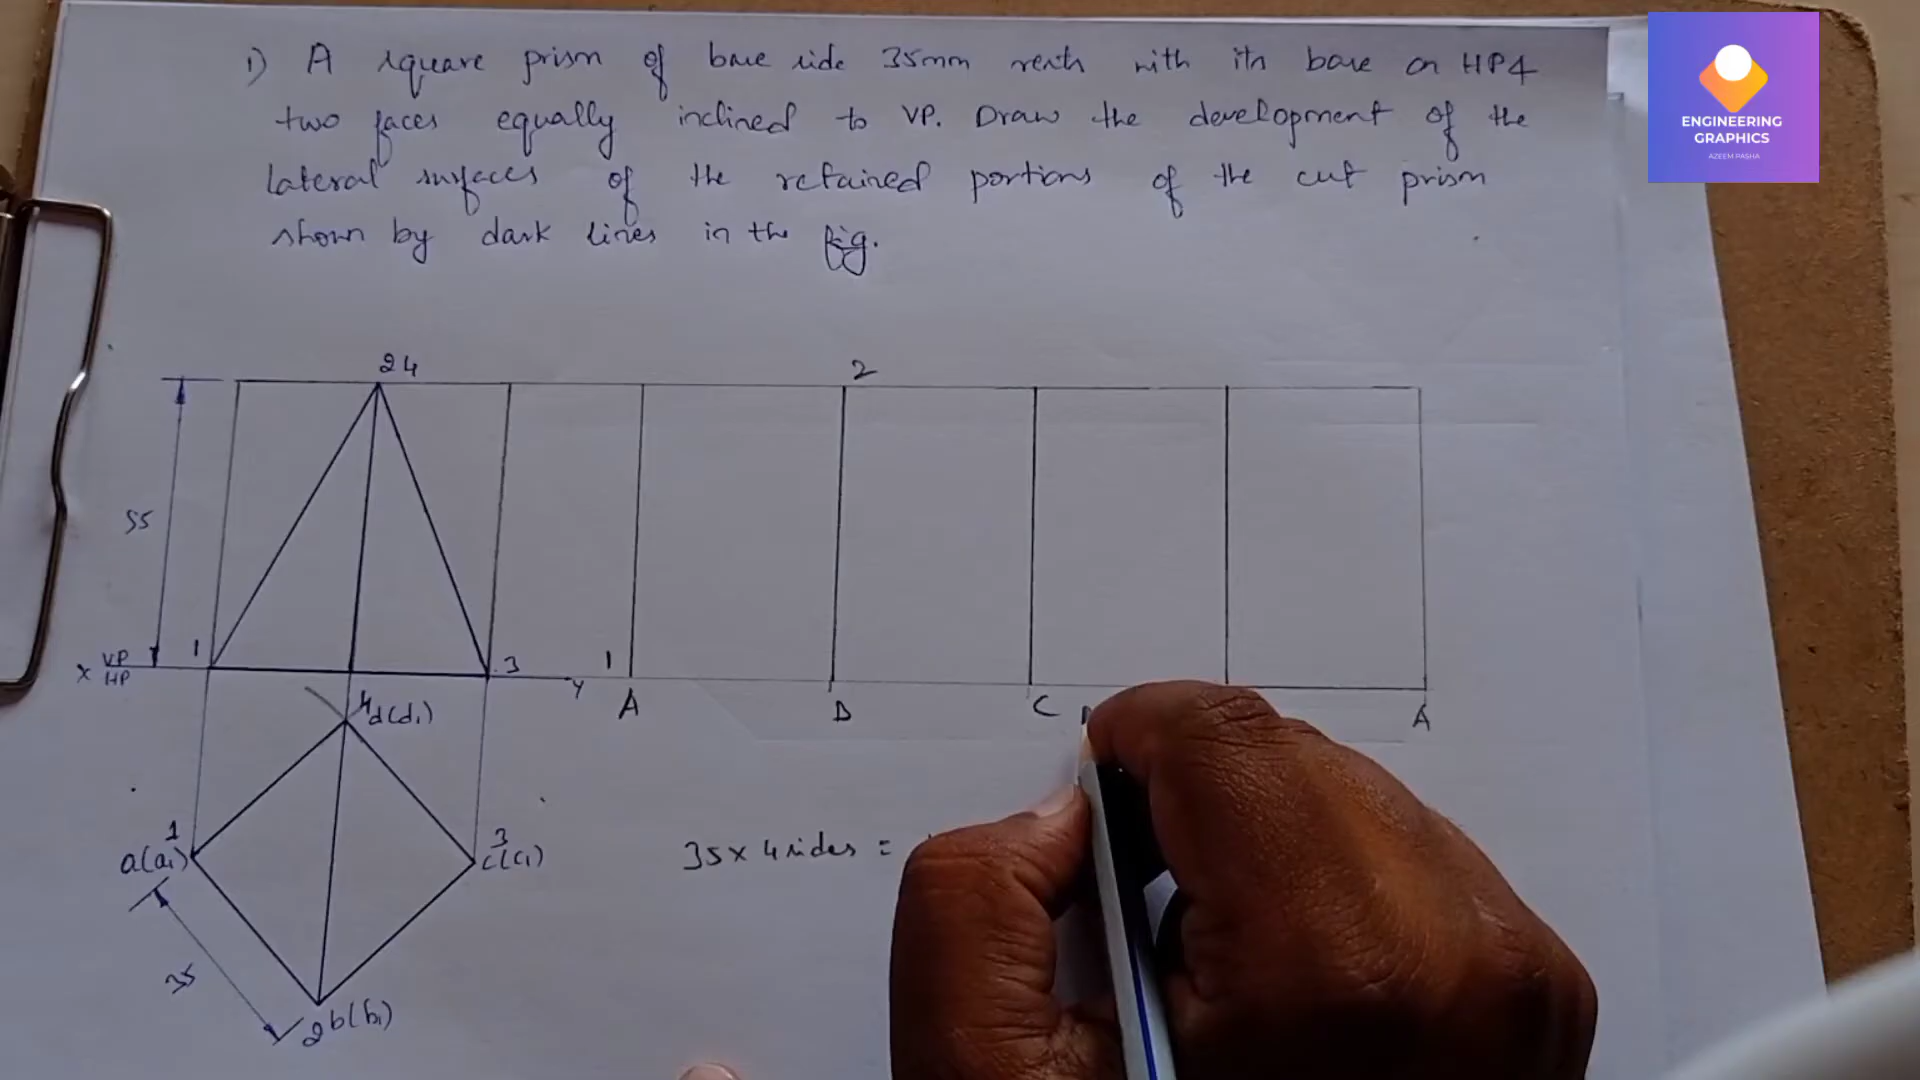 1) A square prism of base side 35mm rests with its base on HP &
two faces equally inclined to VP. Draw the development of the
lateral surfaces of the retained portions of the cut prism
shown by dark lines in the fig.
ENGINEERING
GRAPHICS
AZEEM PASHA
2 4
2
55
X VP
HP
1
3
Y
1
A
B
C
A
4
d(d1)
1
a(a1)
3
c(c1)
35 x 4 sides =
35
2 b(b1)